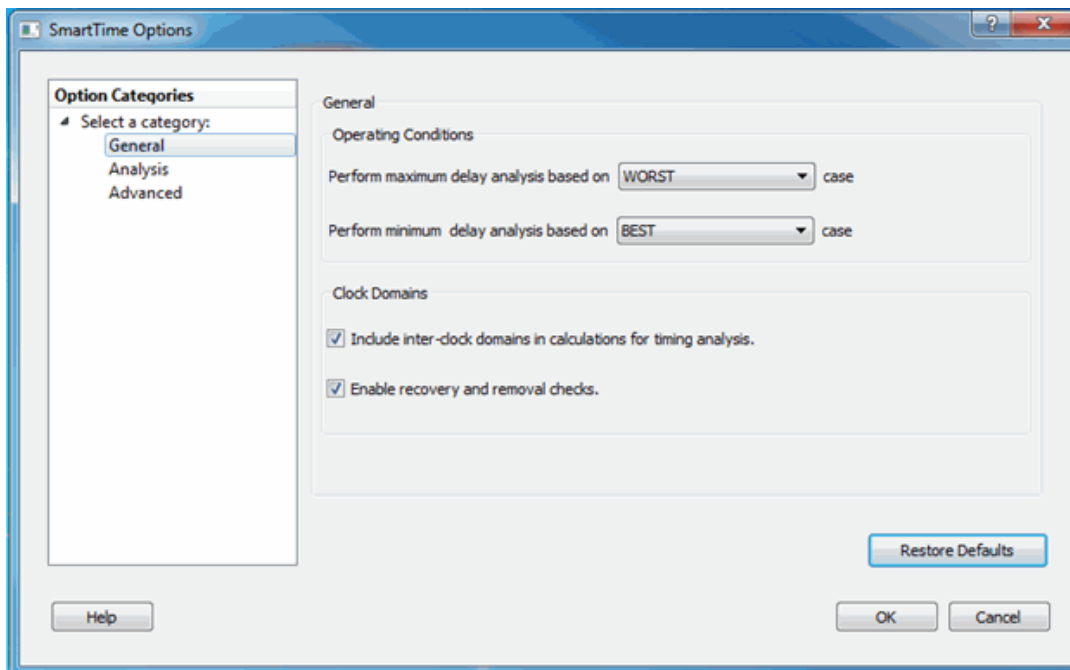 SmartTime Options
Option Categories
Select a category:
General
Analysis
Advanced
General
Operating Conditions
Perform maximum delay analysis based on WORST case
Perform minimum delay analysis based on BEST case
Clock Domains
Include inter-clock domains in calculations for timing analysis.
Enable recovery and removal checks.
Restore Defaults
Help OK Cancel